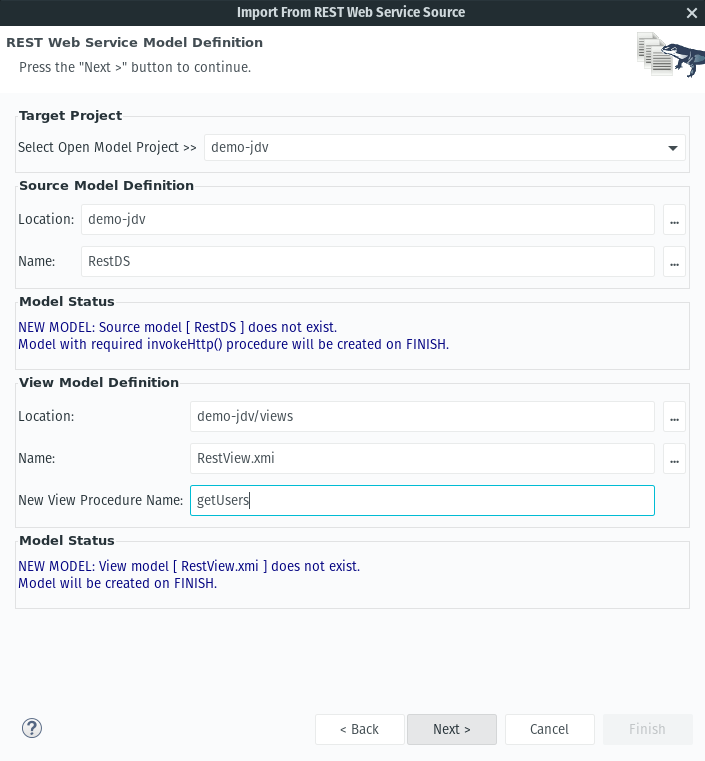 Import From REST Web Service Source
REST Web Service Model Definition
Press the "Next >" button to continue.
Target Project
Select Open Model Project >> demo-jdv
Source Model Definition
Location: demo-jdv ...
Name: RestDS ...
Model Status
NEW MODEL: Source model [ RestDS ] does not exist.
Model with required invokeHttp() procedure will be created on FINISH.
View Model Definition
Location: demo-jdv/views ...
Name: RestView.xmi ...
New View Procedure Name: getUsers
Model Status
NEW MODEL: View model [ RestView.xmi ] does not exist.
Model will be created on FINISH.
? < Back Next > Cancel Finish